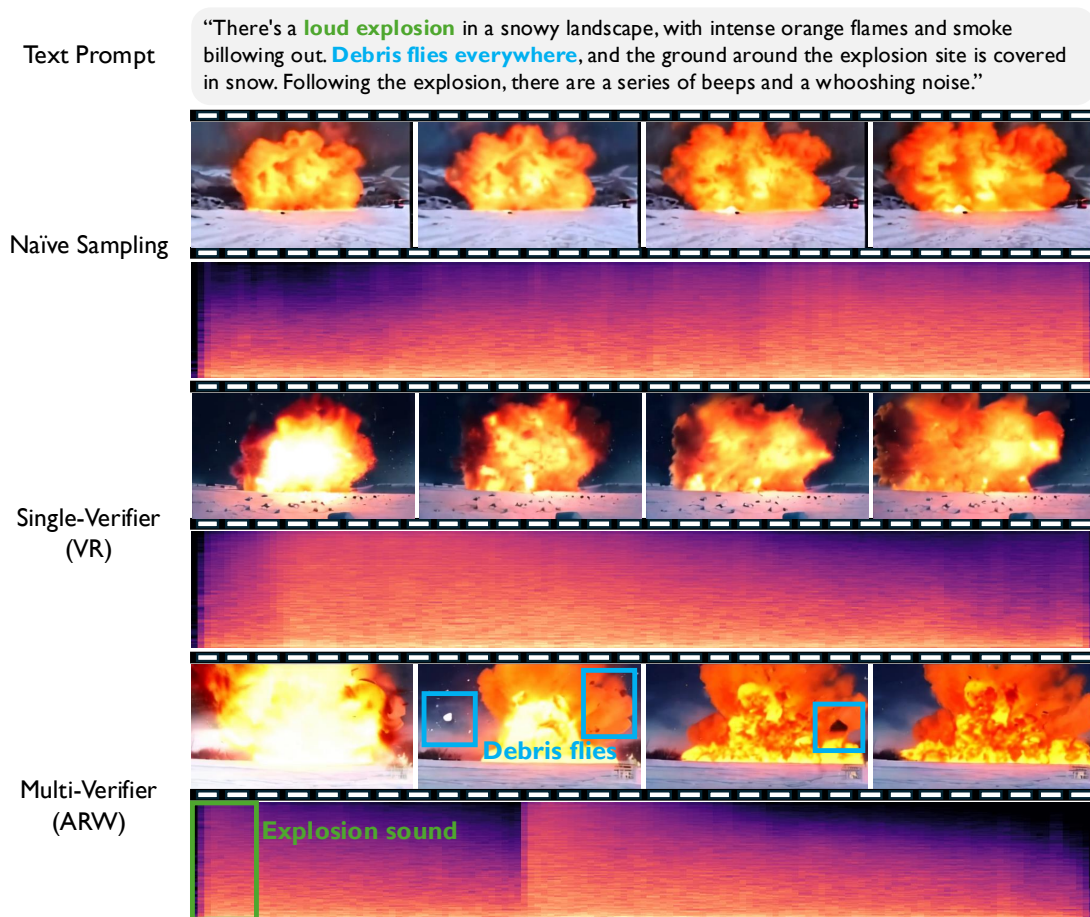 Text Prompt
“There's a loud explosion in a snowy landscape, with intense orange flames and smoke
billowing out. Debris flies everywhere, and the ground around the explosion site is covered
in snow. Following the explosion, there are a series of beeps and a whooshing noise.”
Naïve Sampling
Single-Verifier
(VR)
Debris flies
Multi-Verifier
(ARW)
Explosion sound